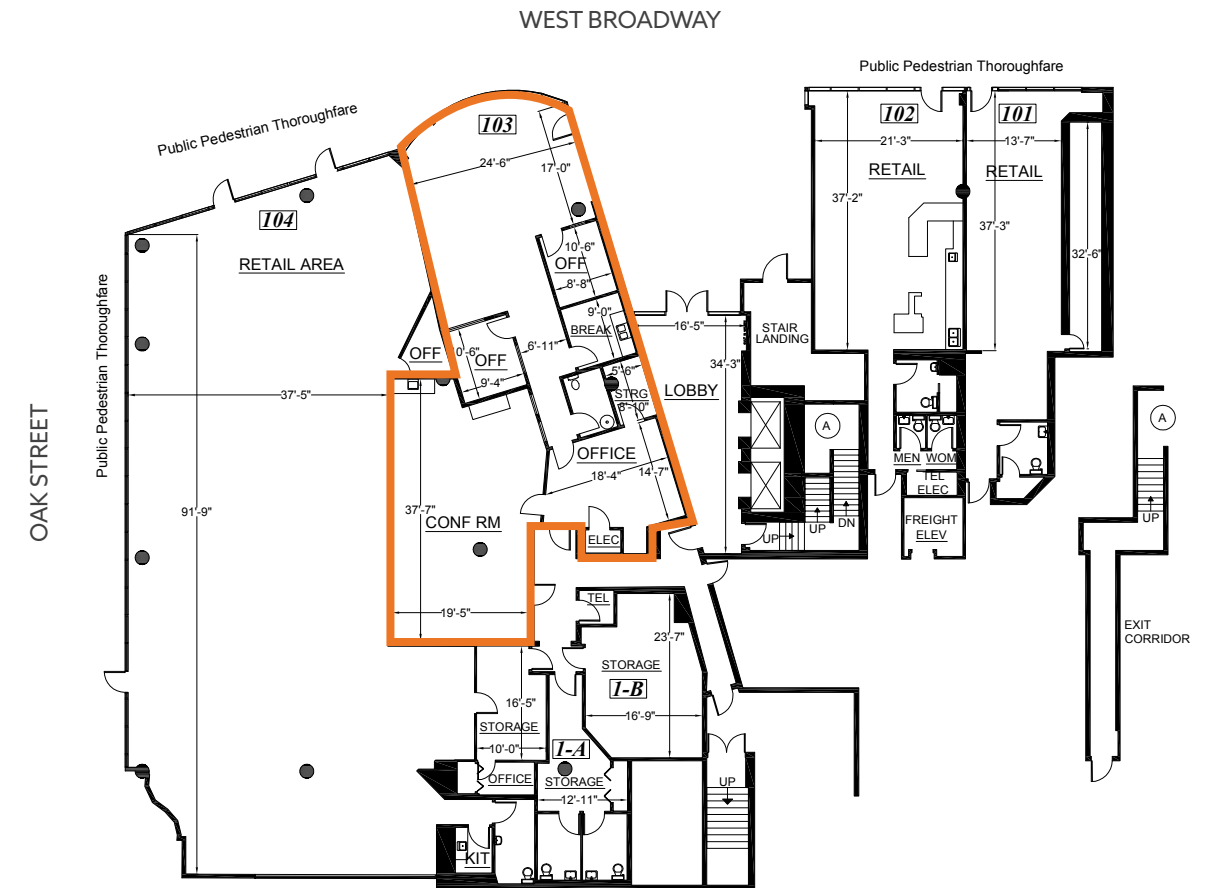 WEST BROADWAY
Public Pedestrian Thoroughfare
Public Pedestrian Thoroughfare
Public Pedestrian Thoroughfare
OAK STREET
104
RETAIL AREA
37'-5"
91'-9"
OFF
103
24'-6"
17'-0"
10'-6"
OFF
8'-8"
9'-0"
BREAK
6'-11"
0'-6"
OFF
9'-4"
5'-6"
STRG
8'-10"
OFFICE
18'-4"
14'-7"
37'-7"
CONF RM
19'-5"
ELEC
16'-5"
34'-3"
LOBBY
STAIR
LANDING
A
UP
UP
DN
102
21'-3"
RETAIL
37'-2"
101
13'-7"
RETAIL
37'-3"
32'-6"
MEN
WOM
TEL
ELEC
FREIGHT
ELEV
A
UP
EXIT
CORRIDOR
TEL
23'-7"
STORAGE
1-B
16'-9"
16'-5"
STORAGE
10'-0"
1-A
OFFICE
STORAGE
12'-11"
KIT
UP